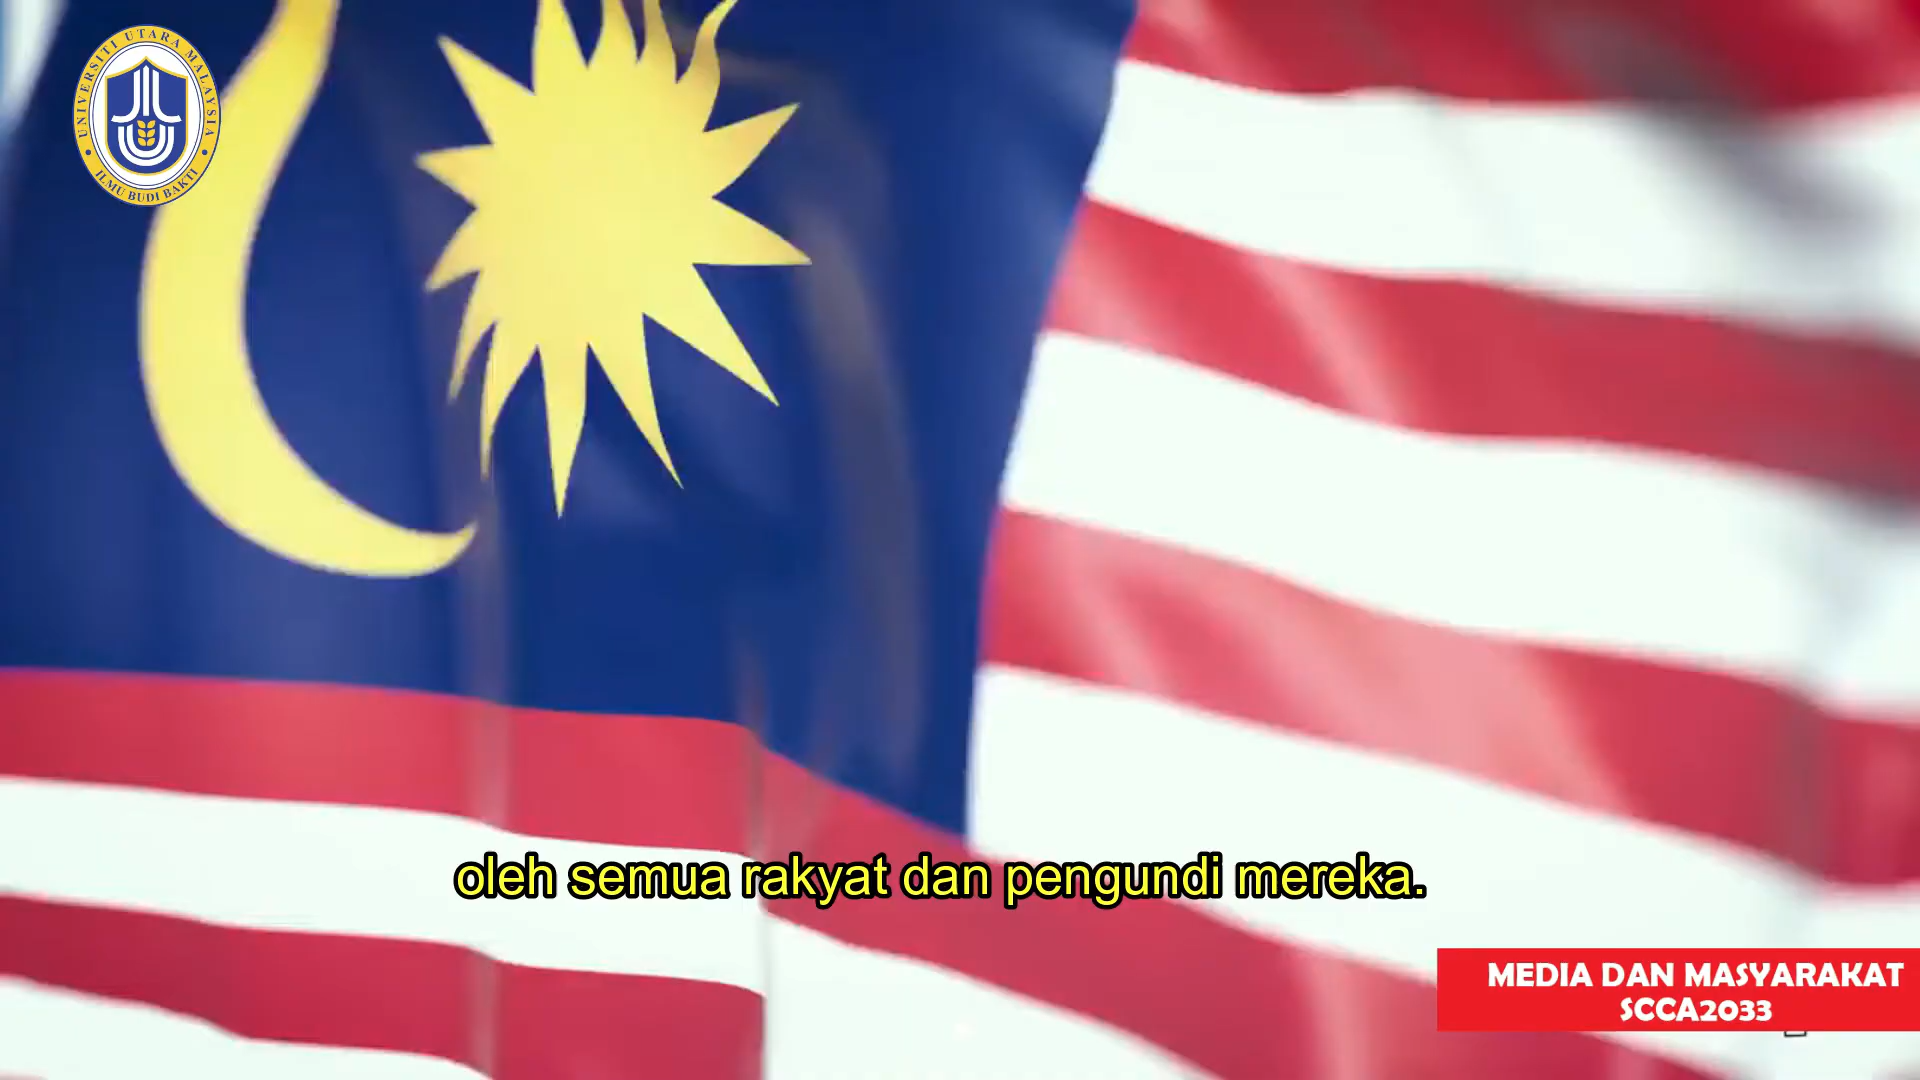 UNIVERSITI UTARA MALAYSIA
ILMU BUDI BAKTI
oleh semua rakyat dan pengundi mereka.
MEDIA DAN MASYARAKAT
SCCA2033